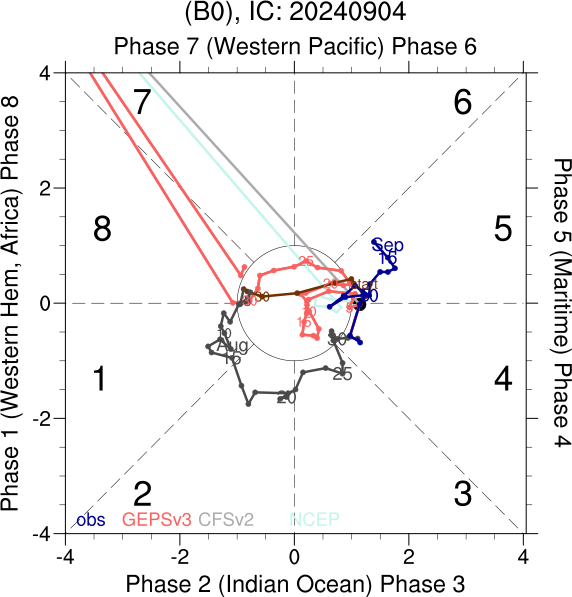 (B0), IC: 20240904
Phase 7 (Western Pacific) Phase 6
4
7
6
2
8
5
Sep
15
25
0
Aug
15
25
20
1
4
-2
2
3
obs GEPSv3 CFSv2 NCEP
-4
-4 -2 0 2 4
Phase 2 (Indian Ocean) Phase 3
Phase 1 (Western Hem, Africa) Phase 8
Phase 5 (Maritime) Phase 4